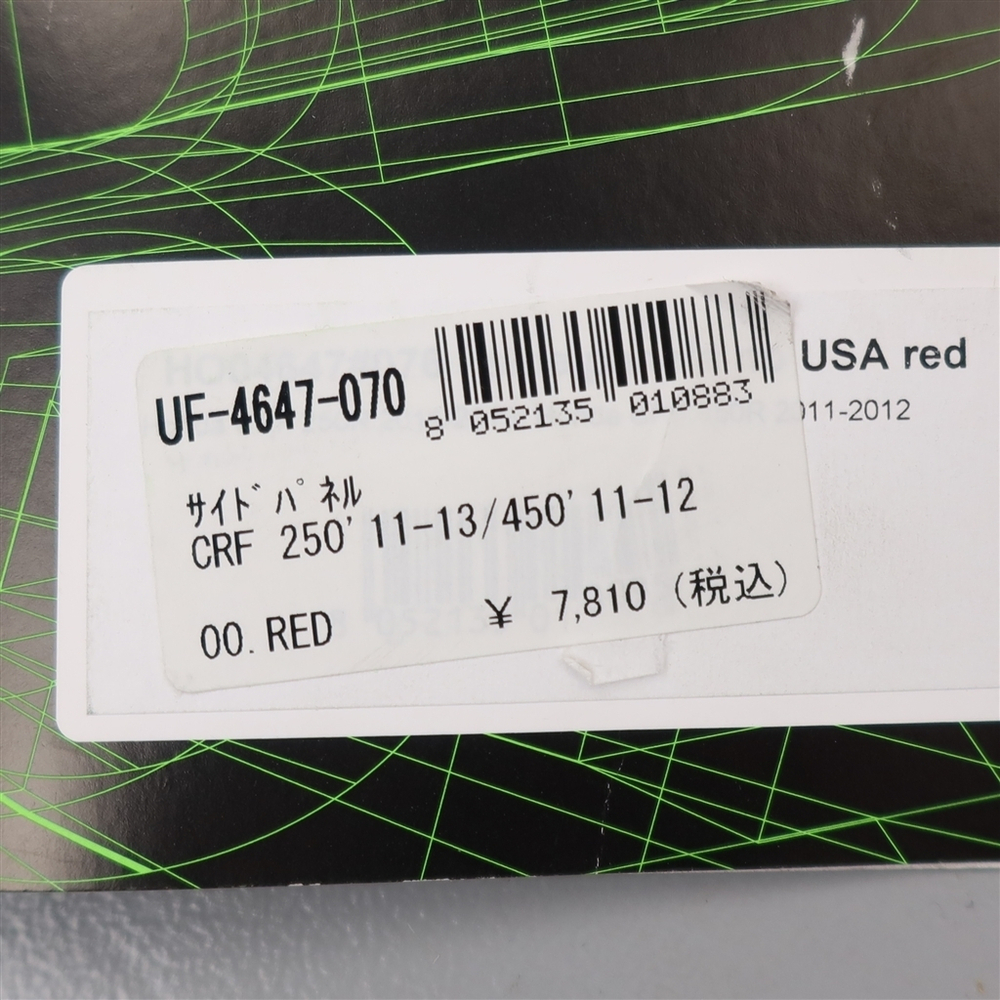 USA red
2011-2012
UF-4647-070
8 052135 010883
ｻｲﾄﾞﾊﾟﾈﾙ
CRF 250' 11-13/450' 11-12
00. RED ¥ 7,810 (税込)